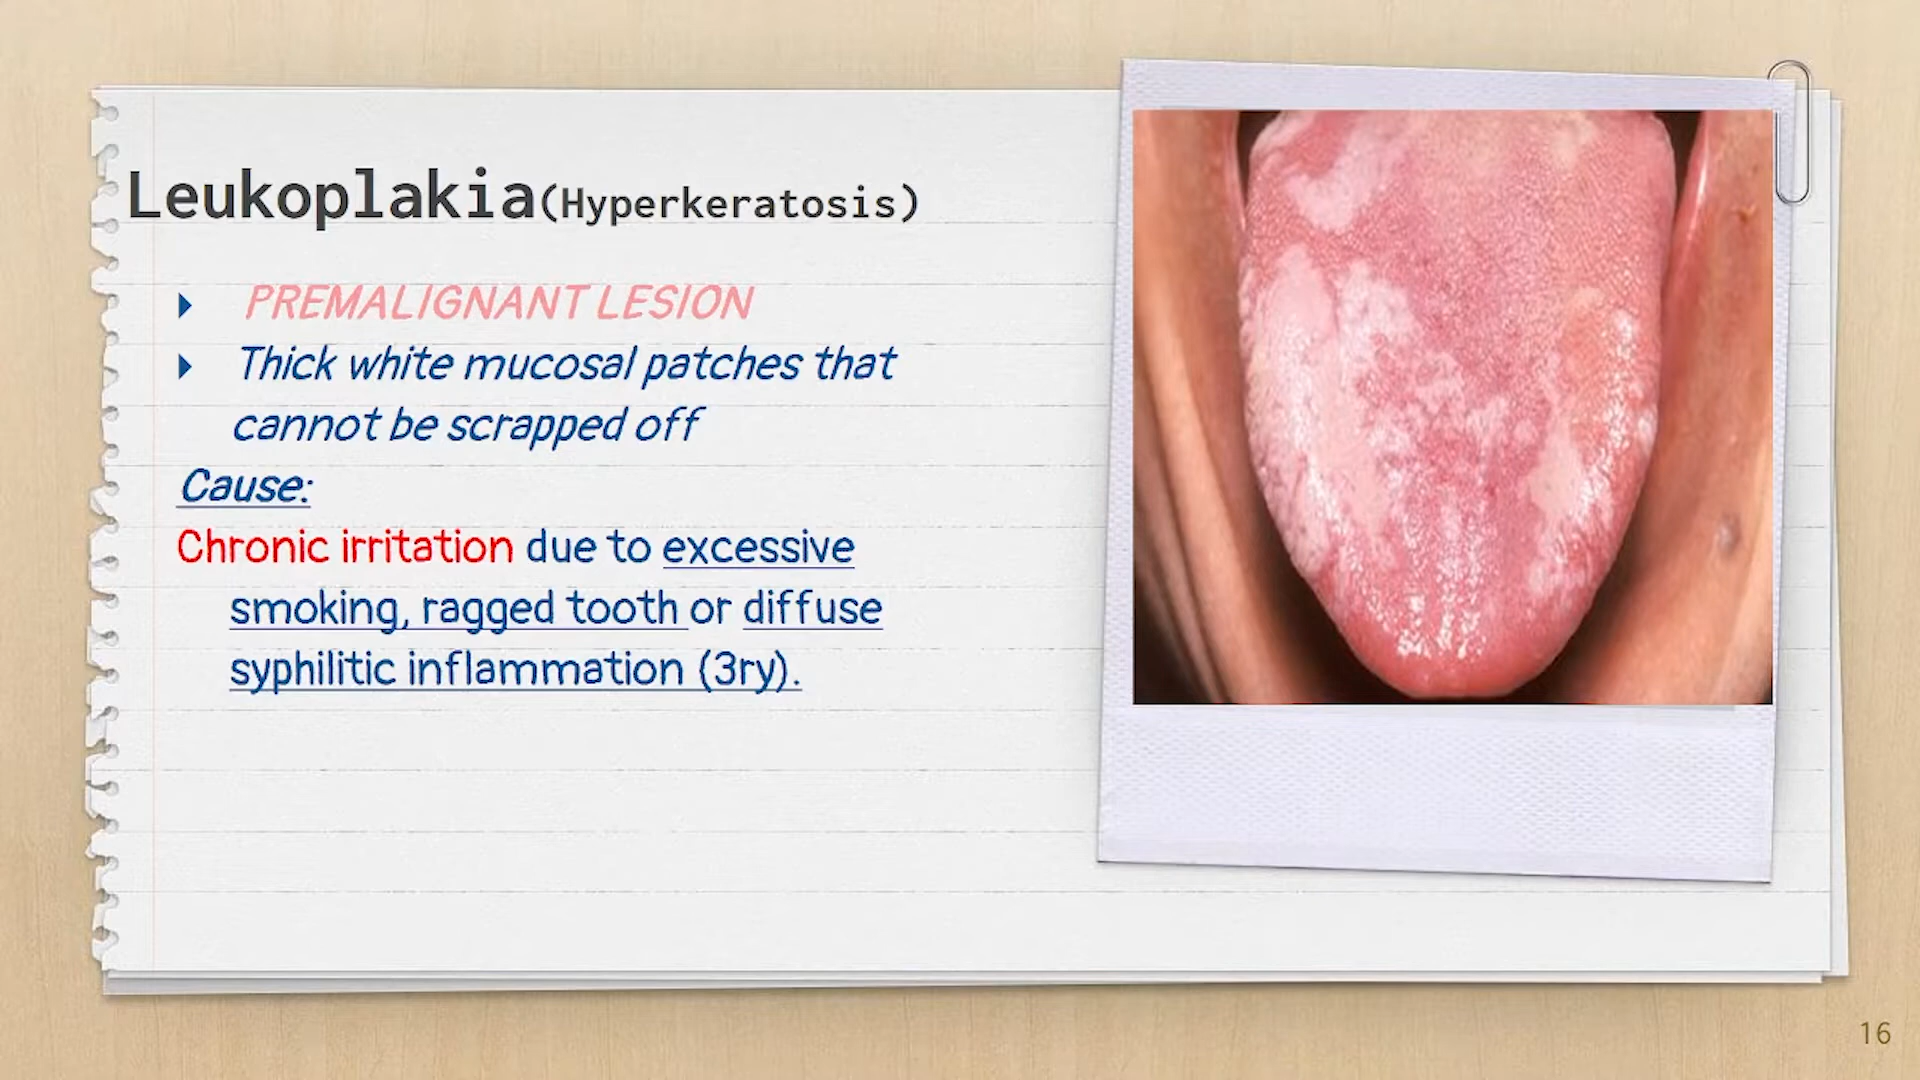 Leukoplakia(Hyperkeratosis)
PREMALIGNANT LESION
Thick white mucosal patches that
cannot be scrapped off
Cause:
Chronic irritation due to excessive
smoking, ragged tooth or diffuse
syphilitic inflammation (3ry).
16